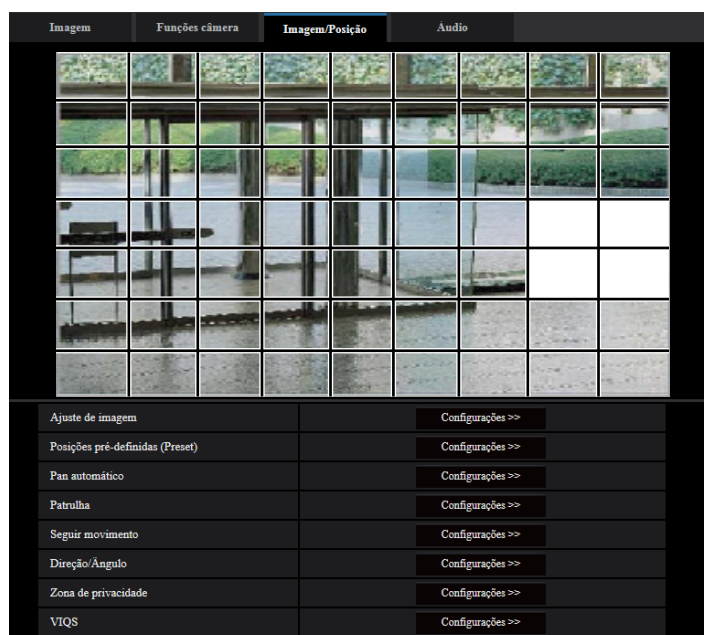 Imagem Funções câmera Imagem/Posição Áudio
Ajuste de imagem Configurações >>
Posições pré-definidas (Preset) Configurações >>
Pan automático Configurações >>
Patrulha Configurações >>
Seguir movimento Configurações >>
Direção/Ângulo Configurações >>
Zona de privacidade Configurações >>
VIQS Configurações >>